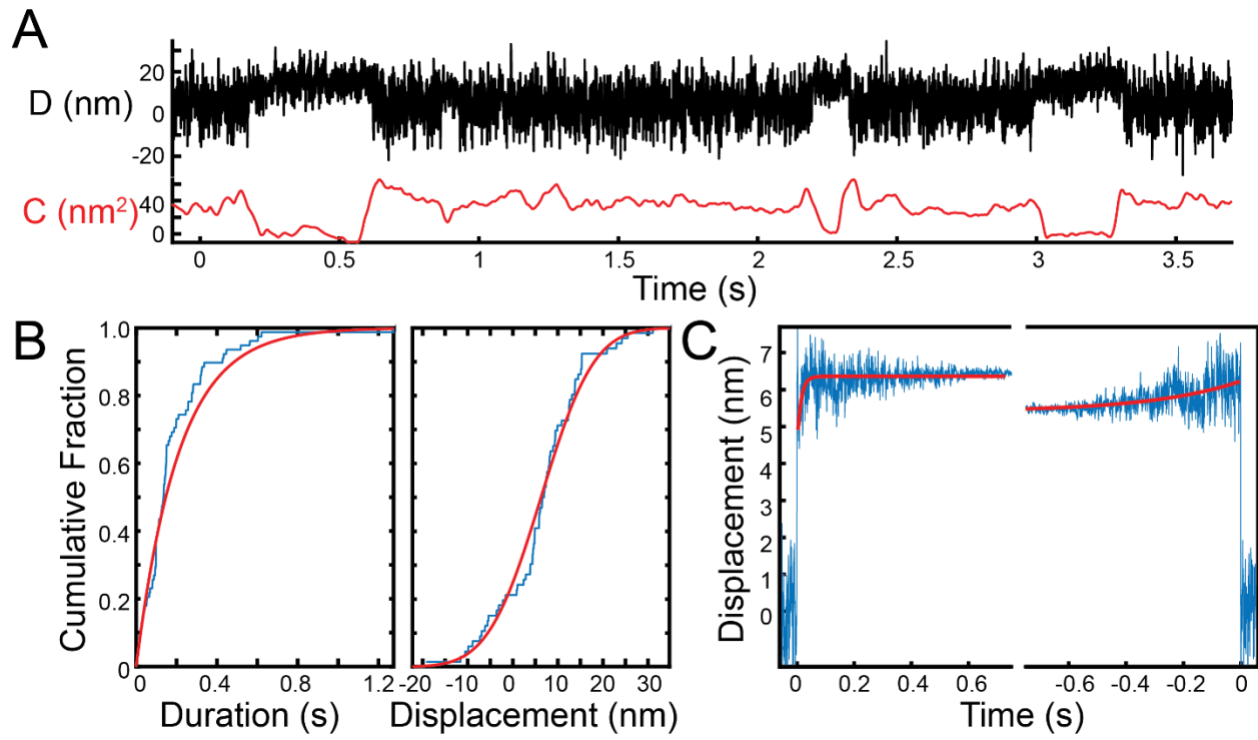 A
D (nm)
20
0
-20
C (nm²)
40
0
0 0.5 1 1.5 2 2.5 3 3.5
Time (s)
B
Cumulative Fraction
1.0
0.8
0.6
0.4
0.2
0
0 0.4 0.8 1.2
Duration (s)
-20 -10 0 10 20 30
Displacement (nm)
C
Displacement (nm)
7
6
5
4
3
2
1
0
0 0.2 0.4 0.6 -0.6 -0.4 -0.2 0
Time (s)